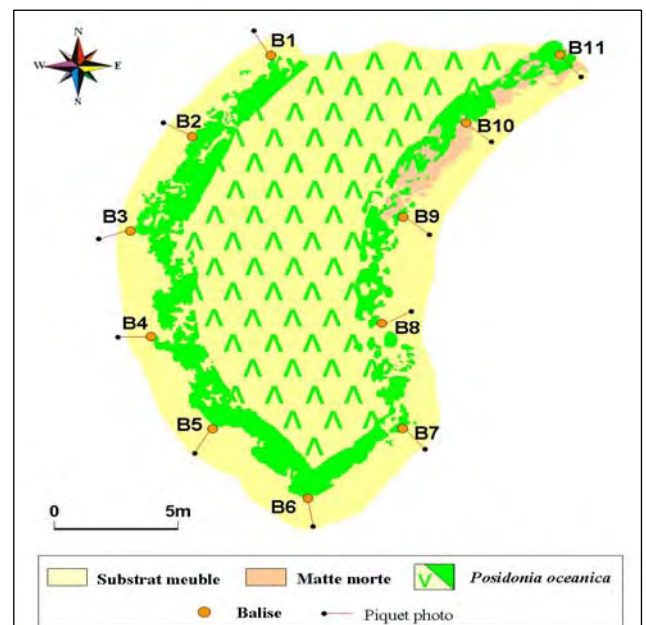 N
W E
S
B1
B11
B2
B10
B3
B9
B4
B8
B5
B7
B6
0 5m
Substrat meuble Matte morte Posidonia oceanica
Balise Piquet photo